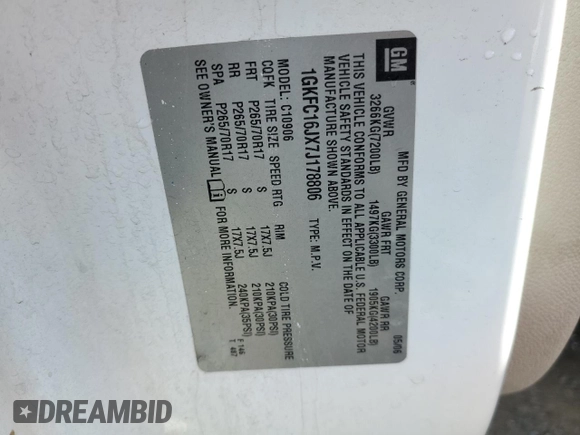 GM
MFD BY GENERAL MOTORS CORP. 05/06
GVWR GAWR FRT GAWR RR
3266KG(7200LB) 1497KG(3300LB) 1905KG(4200LB)
THIS VEHICLE CONFORMS TO ALL APPLICABLE U.S. FEDERAL MOTOR
VEHICLE SAFETY STANDARDS IN EFFECT ON THE DATE OF
MANUFACTURE SHOWN ABOVE.
1GKFC16JX7J178806 TYPE: M.P.V.
MODEL: C10906
CQFK TIRE SIZE SPEED RTG RIM COLD TIRE PRESSURE
FRT P265/70R17 S 17X7.5J 210KPA(30PSI)
RR P265/70R17 S 17X7.5J 210KPA(30PSI)
SPA P265/70R17 S 17X7.5J 240KPA(35PSI)
SEE OWNER'S MANUAL i FOR MORE INFORMATION.
F 146
T 467
DREAMBID